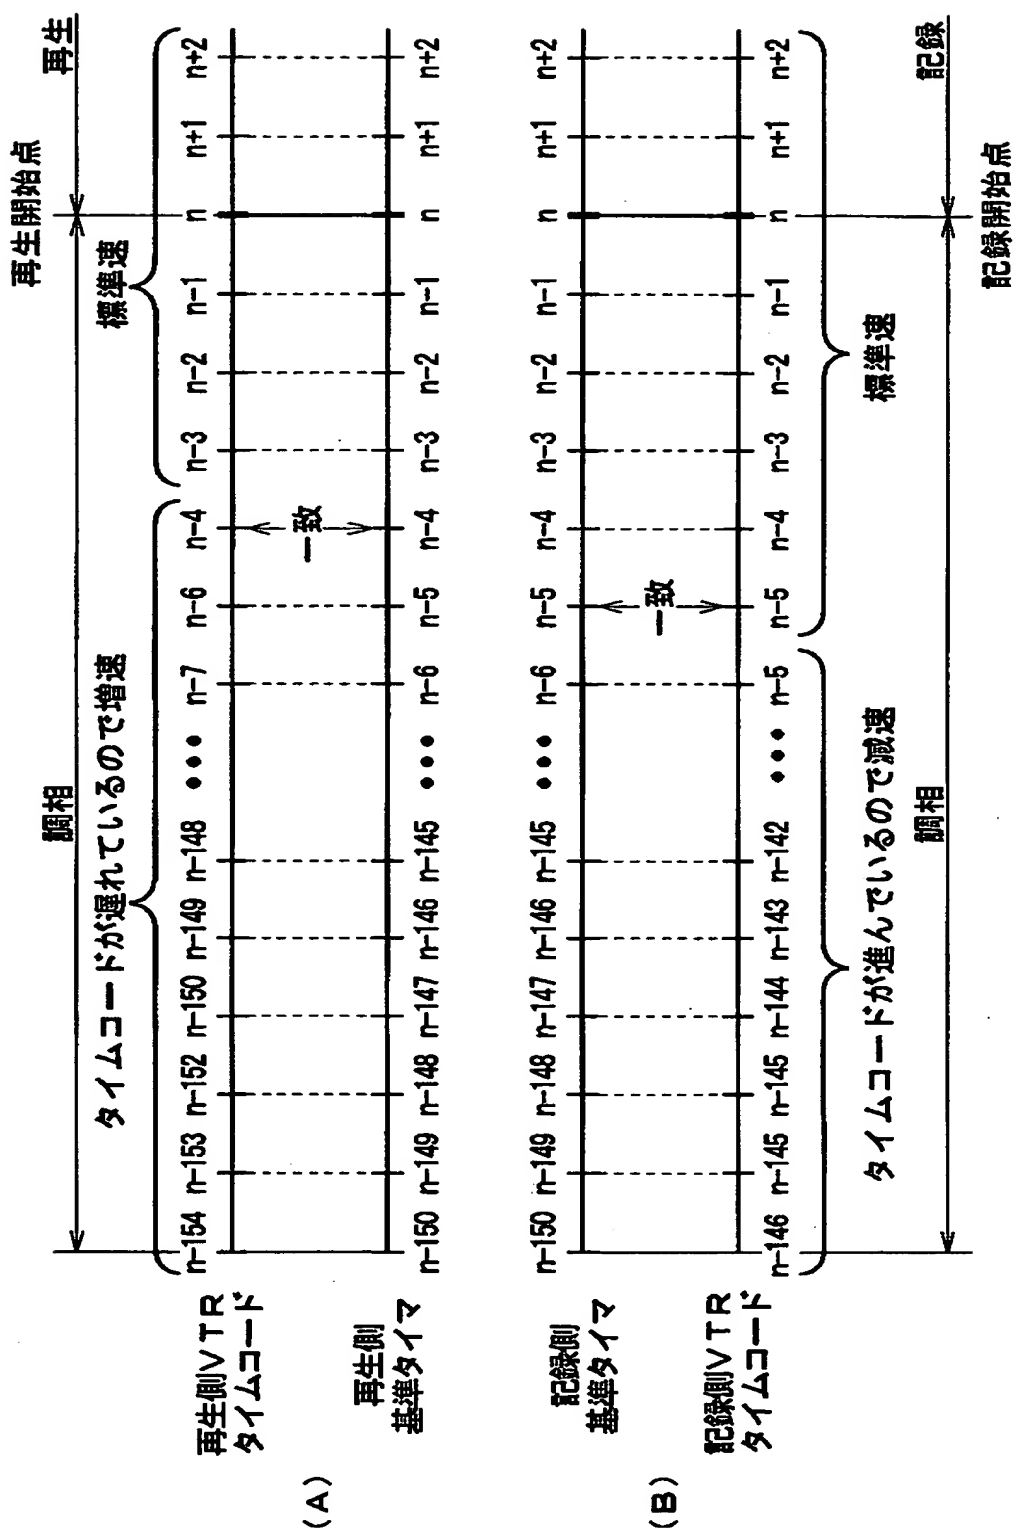 再生開始点
調相 再生
タイムコードが遅れているので増速 標準速
再生側VTR
タイムコード
n-154 n-153 n-152 n-150 n-149 n-148 ••• n-7 n-6 n-4 n-3 n-2 n-1 n n+1 n+2
(A)
一致
再生側
基準タイマ
n-150 n-149 n-148 n-147 n-146 n-145 ••• n-6 n-5 n-4 n-3 n-2 n-1 n n+1 n+2
記録側
基準タイマ
n-150 n-149 n-148 n-147 n-146 n-145 ••• n-6 n-5 n-4 n-3 n-2 n-1 n n+1 n+2
(B)
一致
記録側VTR
タイムコード
n-146 n-145 n-145 n-144 n-143 n-142 ••• n-5 n-5 n-4 n-3 n-2 n-1 n n+1 n+2
タイムコードが進んでいるので減速 標準速
調相 記録
記録開始点